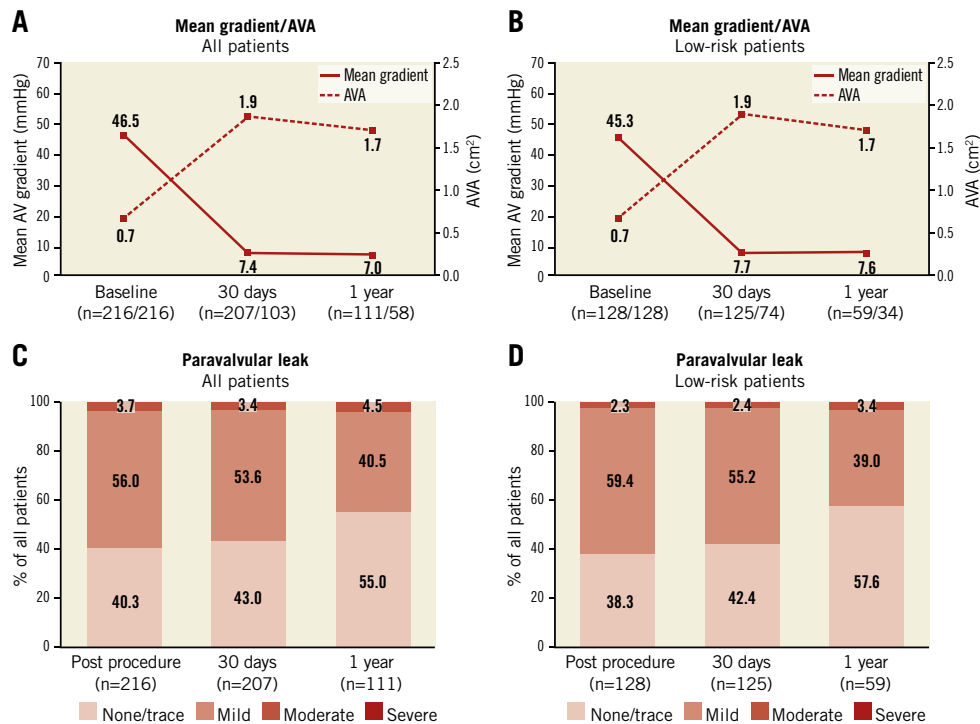 A
Mean gradient/AVA
All patients
Mean AV gradient (mmHg)
70
60
50
40
30
20
10
0
2.5
2.0
1.5
1.0
0.5
0.0
AVA (cm²)
Mean gradient
AVA
46.5
1.9
1.7
0.7
7.4
7.0
Baseline 30 days 1 year
(n=216/216) (n=207/103) (n=111/58)
B
Mean gradient/AVA
Low-risk patients
Mean AV gradient (mmHg)
70
60
50
40
30
20
10
0
2.5
2.0
1.5
1.0
0.5
0.0
AVA (cm²)
Mean gradient
AVA
45.3
1.9
1.7
0.7
7.7
7.6
Baseline 30 days 1 year
(n=128/128) (n=125/74) (n=59/34)
C
Paravalvular leak
All patients
% of all patients
100
80
60
40
20
0
3.7 3.4 4.5
56.0 53.6 40.5
40.3 43.0 55.0
Post procedure 30 days 1 year
(n=216) (n=207) (n=111)
None/trace Mild Moderate Severe
D
Paravalvular leak
Low-risk patients
% of all patients
100
80
60
40
20
0
2.3 2.4 3.4
59.4 55.2 39.0
38.3 42.4 57.6
Post procedure 30 days 1 year
(n=128) (n=125) (n=59)
None/trace Mild Moderate Severe